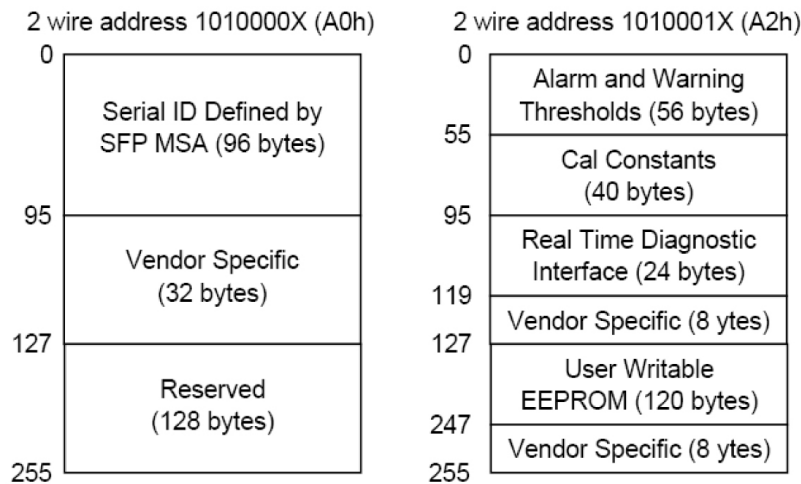 2 wire address 1010000X (A0h)
0
Serial ID Defined by
SFP MSA (96 bytes)
95
Vendor Specific
(32 bytes)
127
Reserved
(128 bytes)
255
2 wire address 1010001X (A2h)
0
Alarm and Warning
Thresholds (56 bytes)
55
Cal Constants
(40 bytes)
95
Real Time Diagnostic
Interface (24 bytes)
119
Vendor Specific (8 ytes)
127
User Writable
EEPROM (120 bytes)
247
Vendor Specific (8 ytes)
255